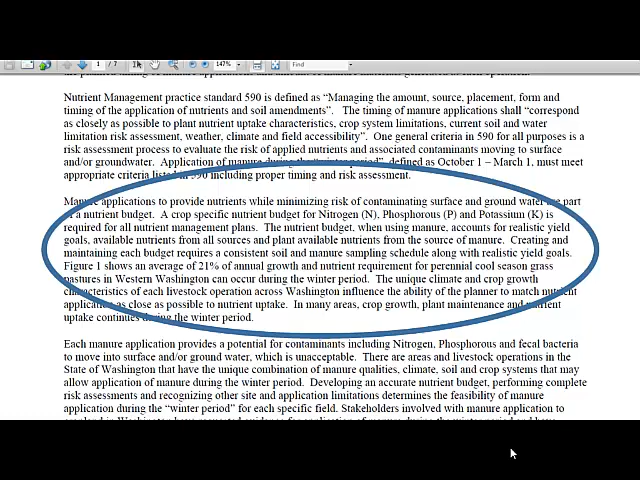 1 / 7
147%
Find
Nutrient Management practice standard 590 is defined as “Managing the amount, source, placement, form and
timing of the application of nutrients and soil amendments”. The timing of manure applications shall “correspond
as closely as possible to plant nutrient uptake characteristics, crop system limitations, current soil and water
limitation risk assessment, weather, climate and field accessibility”. One general criteria in 590 for all purposes is a
risk assessment process to evaluate the risk of applied nutrients and associated contaminants moving to surface
and/or groundwater. Application of manure during the “winter period”, defined as October 1 – March 1, must meet
appropriate criteria listed in 590 including proper timing and risk assessment.
Manure applications to provide nutrients while minimizing risk of contaminating surface and ground water are part
of a nutrient budget. A crop specific nutrient budget for Nitrogen (N), Phosphorous (P) and Potassium (K) is
required for all nutrient management plans. The nutrient budget, when using manure, accounts for realistic yield
goals, available nutrients from all sources and plant available nutrients from the source of manure. Creating and
maintaining each budget requires a consistent soil and manure sampling schedule along with realistic yield goals.
Figure 1 shows an average of 21% of annual growth and nutrient requirement for perennial cool season grass
pastures in Western Washington can occur during the winter period. The unique climate and crop growth
characteristics of each livestock operation across Washington influence the ability of the planner to match nutrient
application as close as possible to nutrient uptake. In many areas, crop growth, plant maintenance and nutrient
uptake continues during the winter period.
Each manure application provides a potential for contaminants including Nitrogen, Phosphorous and fecal bacteria
to move into surface and/or ground water, which is unacceptable. There are areas and livestock operations in the
State of Washington that have the unique combination of manure qualities, climate, soil and crop systems that may
allow application of manure during the winter period. Developing an accurate nutrient budget, performing complete
risk assessments and recognizing other site and application limitations determines the feasibility of manure
application during the “winter period” for each specific field. Stakeholders involved with manure application to